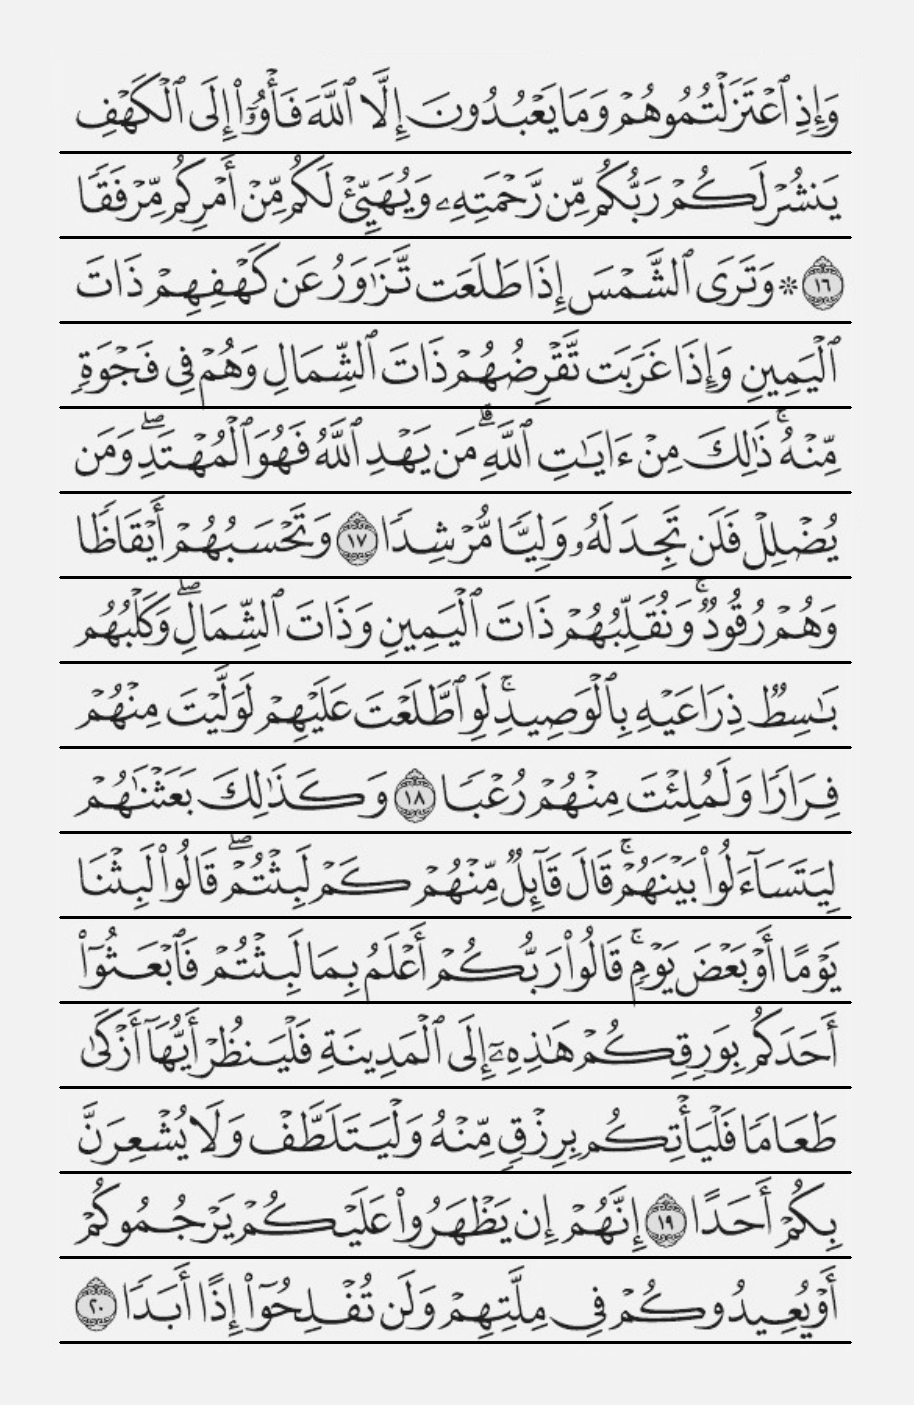 وَإِذِ ٱعۡتَزَلۡتُمُوهُمۡ وَمَا يَعۡبُدُونَ إِلَّا ٱللَّهَ فَأۡوُۥٓاْ إِلَى ٱلۡكَهۡفِ
يَنشُرۡ لَكُمۡ رَبُّكُم مِّن رَّحۡمَتِهِۦ وَيُهَيِّئۡ لَكُم مِّنۡ أَمۡرِكُم مِّرۡفَقٗا
١٦ ۞ وَتَرَى ٱلشَّمۡسَ إِذَا طَلَعَت تَّزَٰوَرُ عَن كَهۡفِهِمۡ ذَاتَ
ٱلۡيَمِينِ وَإِذَا غَرَبَت تَّقۡرِضُهُمۡ ذَاتَ ٱلشِّمَالِ وَهُمۡ فِي فَجۡوَةٖ
مِّنۡهُۚ ذَٰلِكَ مِنۡ ءَايَٰتِ ٱللَّهِۗ مَن يَهۡدِ ٱللَّهُ فَهُوَ ٱلۡمُهۡتَدِۖ وَمَن
يُضۡلِلۡ فَلَن تَجِدَ لَهُۥ وَلِيّٗا مُّرۡشِدٗا ١٧ وَتَحۡسَبُهُمۡ أَيۡقَاظٗا
وَهُمۡ رُقُودٞۚ وَنُقَلِّبُهُمۡ ذَاتَ ٱلۡيَمِينِ وَذَاتَ ٱلشِّمَالِۖ وَكَلۡبُهُم
بَٰسِطٞ ذِرَاعَيۡهِ بِٱلۡوَصِيدِۚ لَوِ ٱطَّلَعۡتَ عَلَيۡهِمۡ لَوَلَّيۡتَ مِنۡهُمۡ
فِرَارٗا وَلَمُلِئۡتَ مِنۡهُمۡ رُعۡبٗا ١٨ وَكَذَٰلِكَ بَعَثۡنَٰهُمۡ
لِيَتَسَآءَلُواْ بَيۡنَهُمۡۚ قَالَ قَآئِلٞ مِّنۡهُمۡ كَمۡ لَبِثۡتُمۡۖ قَالُواْ لَبِثۡنَا
يَوۡمًا أَوۡ بَعۡضَ يَوۡمٖۚ قَالُواْ رَبُّكُمۡ أَعۡلَمُ بِمَا لَبِثۡتُمۡ فَٱبۡعَثُوٓاْ
أَحَدَكُم بِوَرِقِكُمۡ هَٰذِهِۦٓ إِلَى ٱلۡمَدِينَةِ فَلۡيَنظُرۡ أَيُّهَآ أَزۡكَىٰ
طَعَامٗا فَلۡيَأۡتِكُم بِرِزۡقٖ مِّنۡهُ وَلۡيَتَلَطَّفۡ وَلَا يُشۡعِرَنَّ
بِكُمۡ أَحَدًا ١٩ إِنَّهُمۡ إِن يَظۡهَرُواْ عَلَيۡكُمۡ يَرۡجُمُوكُمۡ
أَوۡ يُعِيدُوكُمۡ فِي مِلَّتِهِمۡ وَلَن تُفۡلِحُوٓاْ إِذًا أَبَدٗا ٢٠